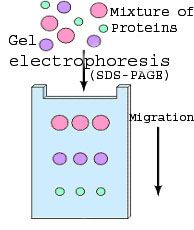 Mixture of
Proteins
Gel
electrophoresis
(SDS-PAGE)
Migration